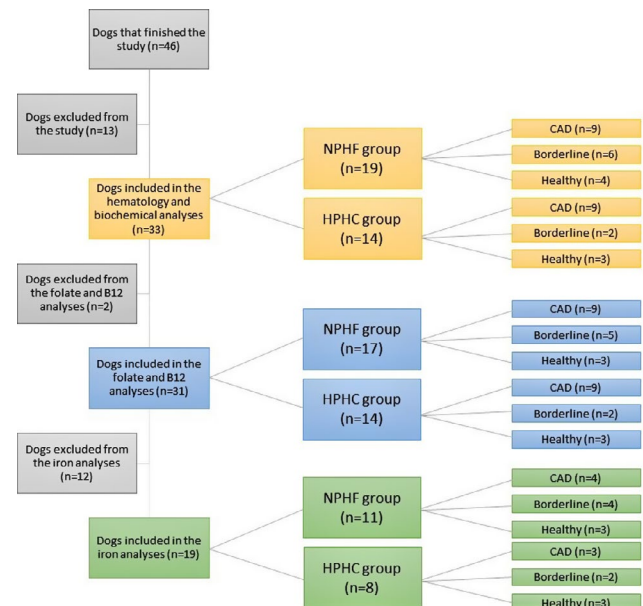 Dogs that finished the
study (n=46)
Dogs excluded from
the study (n=13)
Dogs included in the
hematology and
biochemical analyses
(n=33)
NPHF group
(n=19)
CAD (n=9)
Borderline (n=6)
Healthy (n=4)
HPHC group
(n=14)
CAD (n=9)
Borderline (n=2)
Healthy (n=3)
Dogs excluded from
the folate and B12
analyses
(n=2)
Dogs included in the
folate and B12
analyses (n=31)
NPHF group
(n=17)
CAD (n=9)
Borderline (n=5)
Healthy (n=3)
HPHC group
(n=14)
CAD (n=9)
Borderline (n=2)
Healthy (n=3)
Dogs excluded from
the iron analyses
(n=12)
Dogs included in the
iron analyses (n=19)
NPHF group
(n=11)
CAD (n=4)
Borderline (n=4)
Healthy (n=3)
HPHC group
(n=8)
CAD (n=3)
Borderline (n=2)
Healthy (n=3)